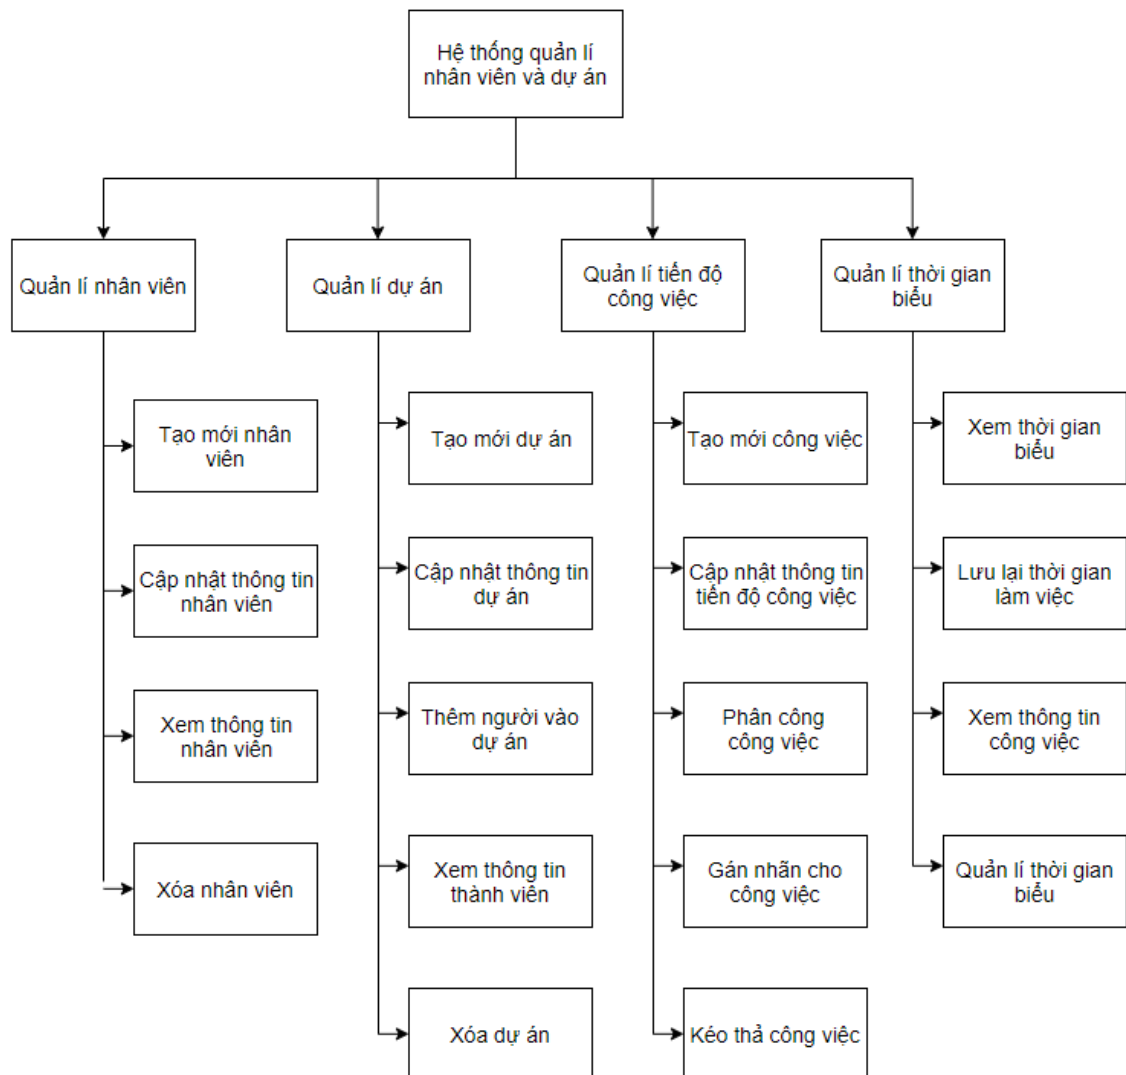 Hệ thống quản lí
nhân viên và dự án
Quản lí nhân viên
Quản lí dự án
Quản lí tiến độ
công việc
Quản lí thời gian
biểu
Tạo mới nhân
viên
Cập nhật thông tin
nhân viên
Xem thông tin
nhân viên
Xóa nhân viên
Tạo mới dự án
Cập nhật thông tin
dự án
Thêm người vào
dự án
Xem thông tin
thành viên
Xóa dự án
Tạo mới công việc
Cập nhật thông tin
tiến độ công việc
Phân công
công việc
Gán nhãn cho
công việc
Kéo thả công việc
Xem thời gian
biểu
Lưu lại thời gian
làm việc
Xem thông tin
công việc
Quản lí thời gian
biểu